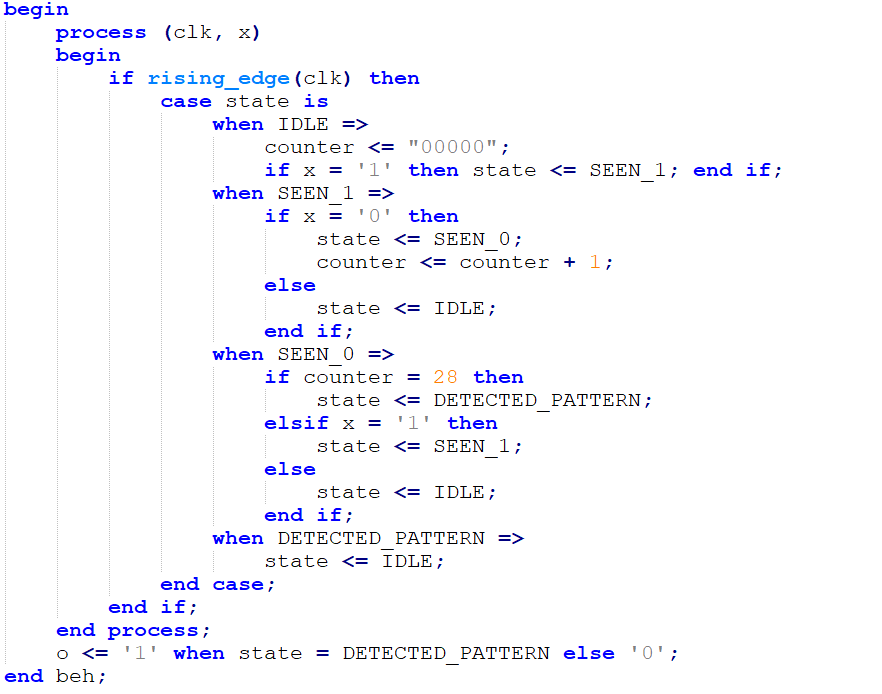 begin
process (clk, x)
begin
if rising_edge(clk) then
case state is
when IDLE =>
counter <= "00000";
if x = '1' then state <= SEEN_1; end if;
when SEEN_1 =>
if x = '0' then
state <= SEEN_0;
counter <= counter + 1;
else
state <= IDLE;
end if;
when SEEN_0 =>
if counter = 28 then
state <= DETECTED_PATTERN;
elsif x = '1' then
state <= SEEN_1;
else
state <= IDLE;
end if;
when DETECTED_PATTERN =>
state <= IDLE;
end case;
end if;
end process;
o <= '1' when state = DETECTED_PATTERN else '0';
end beh;